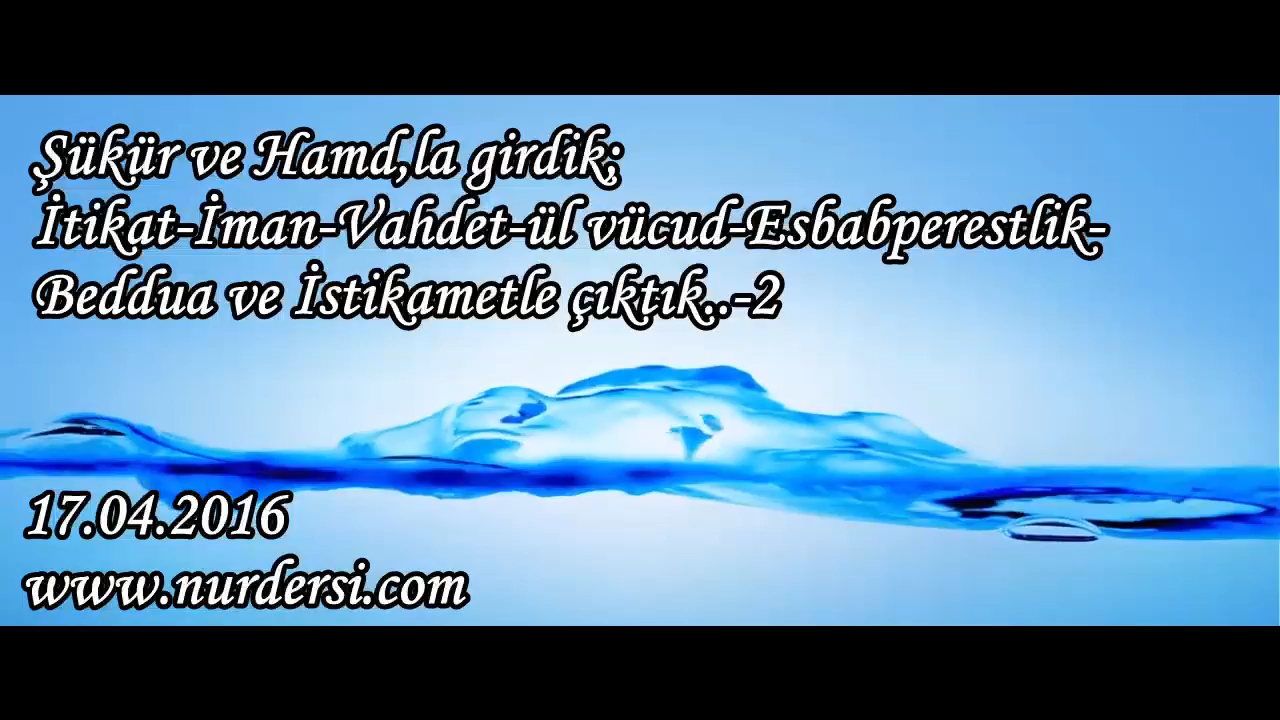 Şükür ve Hamd,la girdik;
İtikat-İman-Vahdet-ül vücud-Esbabperestlik-
Beddua ve İstikametle çıktık..-2
17.04.2016
www.nurdersi.com